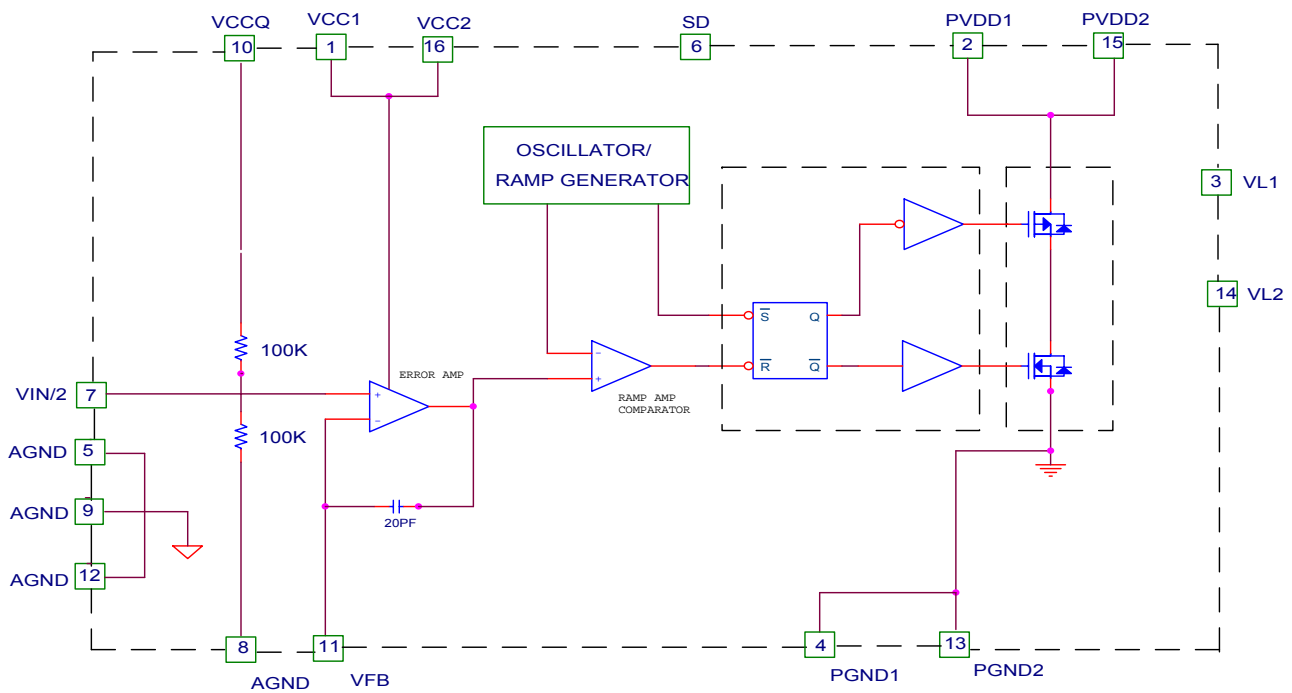 VCCQ
10
VCC1
1
VCC2
16
SD
6
PVDD1
2
PVDD2
15
OSCILLATOR/
RAMP GENERATOR
3
VL1
14
VL2
S
Q
R
Q
100K
ERROR AMP
+
-
-
+
RAMP AMP
COMPARATOR
VIN/2
7
100K
AGND
5
AGND
9
20PF
AGND
12
8
AGND
11
VFB
4
PGND1
13
PGND2